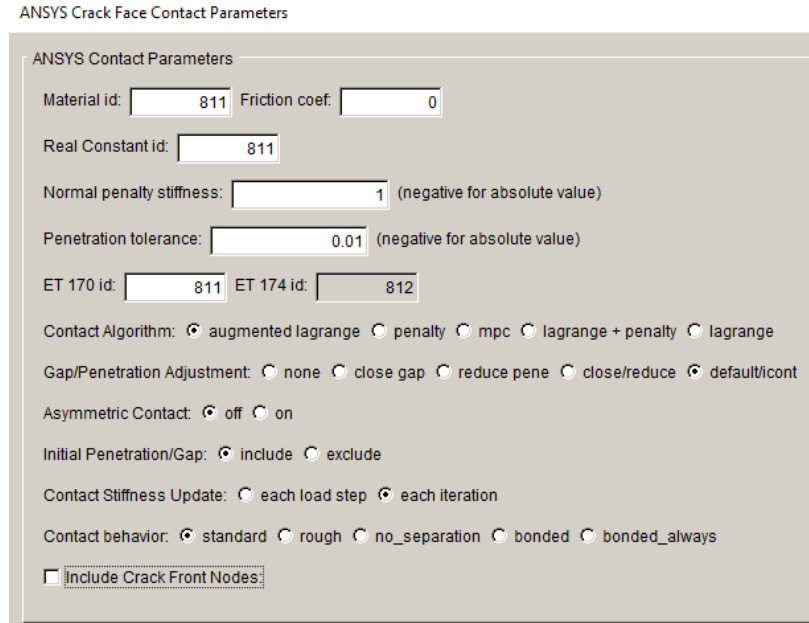 ANSYS Crack Face Contact Parameters
ANSYS Contact Parameters
Material id: 811 Friction coef: 0
Real Constant id: 811
Normal penalty stiffness: 1 (negative for absolute value)
Penetration tolerance: 0.01 (negative for absolute value)
ET 170 id: 811 ET 174 id: 812
Contact Algorithm: augmented lagrange penalty mpc lagrange + penalty lagrange
Gap/Penetration Adjustment: none close gap reduce pene close/reduce default/icont
Asymmetric Contact: off on
Initial Penetration/Gap: include exclude
Contact Stiffness Update: each load step each iteration
Contact behavior: standard rough no_separation bonded bonded_always
Include Crack Front Nodes: